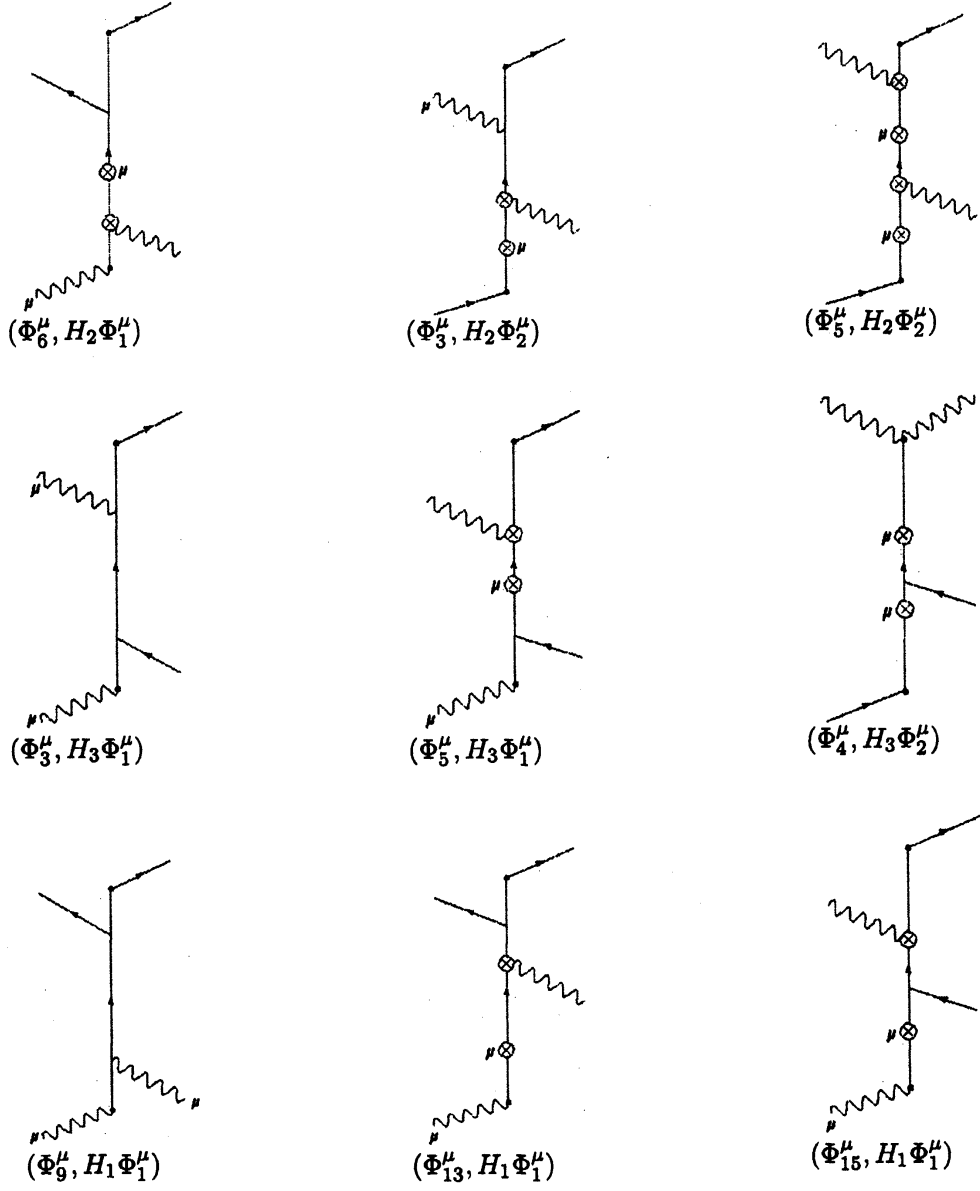 μ
μ
(Φ₆^μ, H₂Φ₁^μ)
μ
μ
(Φ₃^μ, H₂Φ₂^μ)
μ
μ
(Φ₅^μ, H₂Φ₂^μ)
μ
μ
(Φ₃^μ, H₃Φ₁^μ)
μ
μ
(Φ₅^μ, H₃Φ₁^μ)
μ
μ
(Φ₄^μ, H₃Φ₂^μ)
μ
μ
(Φ₉^μ, H₁Φ₁^μ)
μ
μ
(Φ₁₃^μ, H₁Φ₁^μ)
μ
μ
(Φ₁₅^μ, H₁Φ₁^μ)